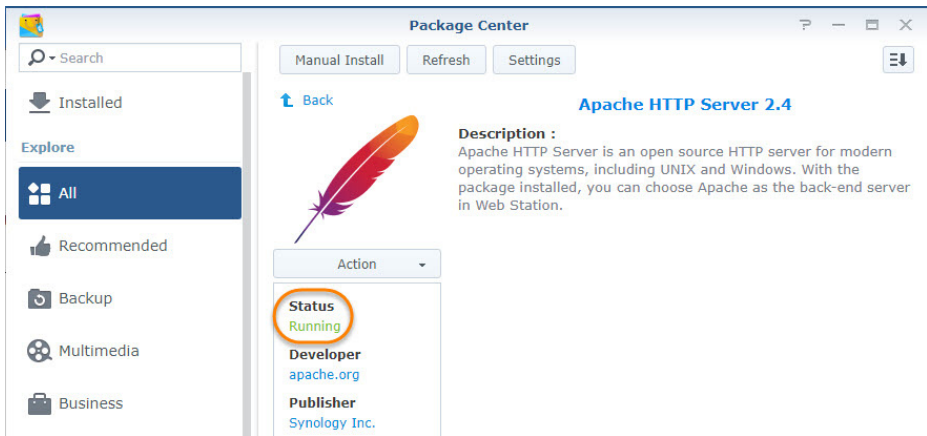 Package Center
Search
Manual Install
Refresh
Settings
Installed
Explore
All
Recommended
Backup
Multimedia
Business
Back
Apache HTTP Server 2.4
Description :
Apache HTTP Server is an open source HTTP server for modern
operating systems, including UNIX and Windows. With the
package installed, you can choose Apache as the back-end server
in Web Station.
Action
Status
Running
Developer
apache.org
Publisher
Synology Inc.